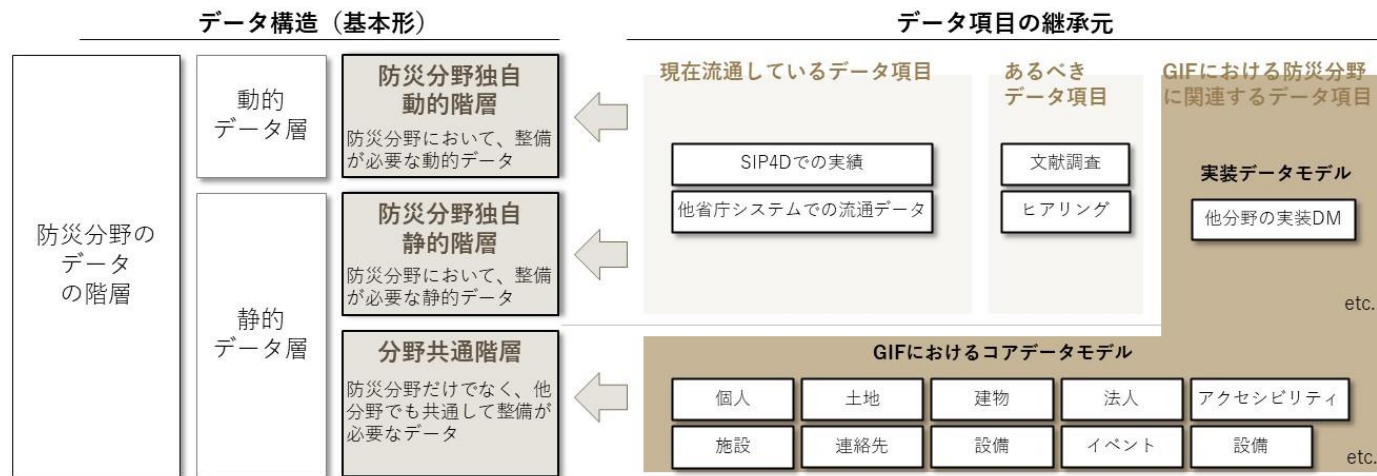 データ構造（基本形）
データ項目の継承元
防災分野の
データ
の階層
動的
データ層
静的
データ層
防災分野独自
動的階層
防災分野において、整備
が必要な動的データ
防災分野独自
静的階層
防災分野において、整備
が必要な静的データ
分野共通階層
防災分野だけでなく、他
分野でも共通して整備が
必要なデータ
現在流通しているデータ項目
SIP4Dでの実績
他省庁システムでの流通データ
あるべき
データ項目
文献調査
ヒアリング
GIFにおける防災分野
に関連するデータ項目
実装データモデル
他分野の実装DM
etc.
GIFにおけるコアデータモデル
個人
土地
建物
法人
アクセシビリティ
施設
連絡先
設備
イベント
設備
etc.